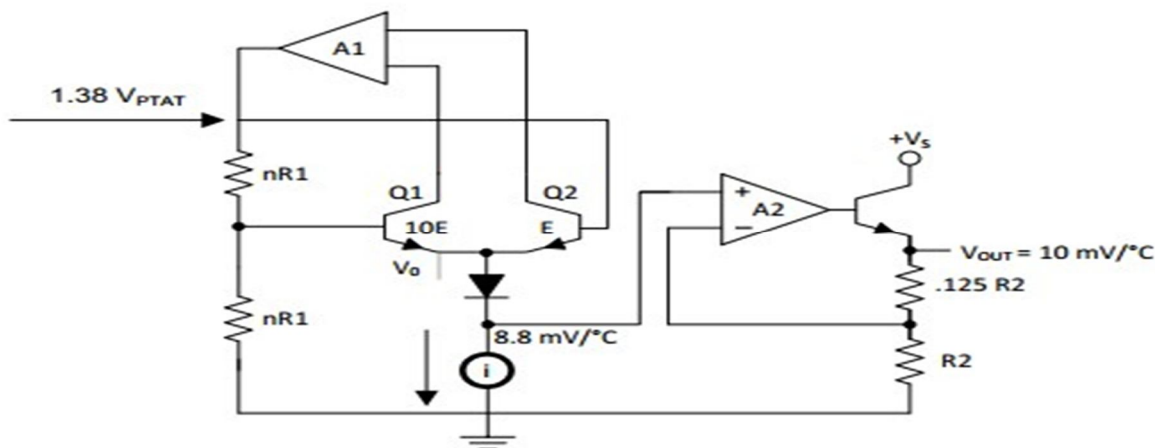 A1
1.38 VPTAT
+Vs
nR1
Q1
Q2
+
A2
10E
E
−
V0
VOUT = 10 mV/°C
.125 R2
nR1
8.8 mV/°C
i
R2